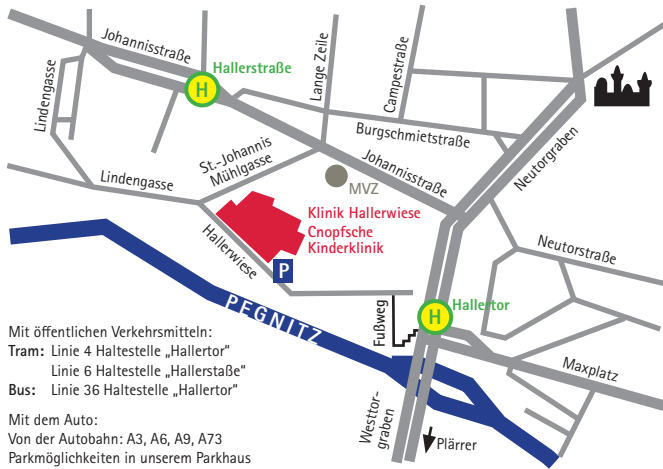 Johannisstraße
Hallerstraße
H
Lange Zeile
Campestraße
Lindengasse
Burgschmietstraße
Neutorgraben
St.-Johannis
Mühlgasse
Johannisstraße
Lindengasse
MVZ
Klinik Hallerwiese
Cnopfsche
Kinderklinik
Hallerwiese
P
Neutorstraße
PEGNITZ
Fußweg
H
Hallertor
Maxplatz
Westtor-
graben
Plärrer
Mit öffentlichen Verkehrsmitteln:
Tram: Linie 4 Haltestelle „Hallertor“
Linie 6 Haltestelle „Hallerstaße“
Bus: Linie 36 Haltestelle „Hallertor“
Mit dem Auto:
Von der Autobahn: A3, A6, A9, A73
Parkmöglichkeiten in unserem Parkhaus